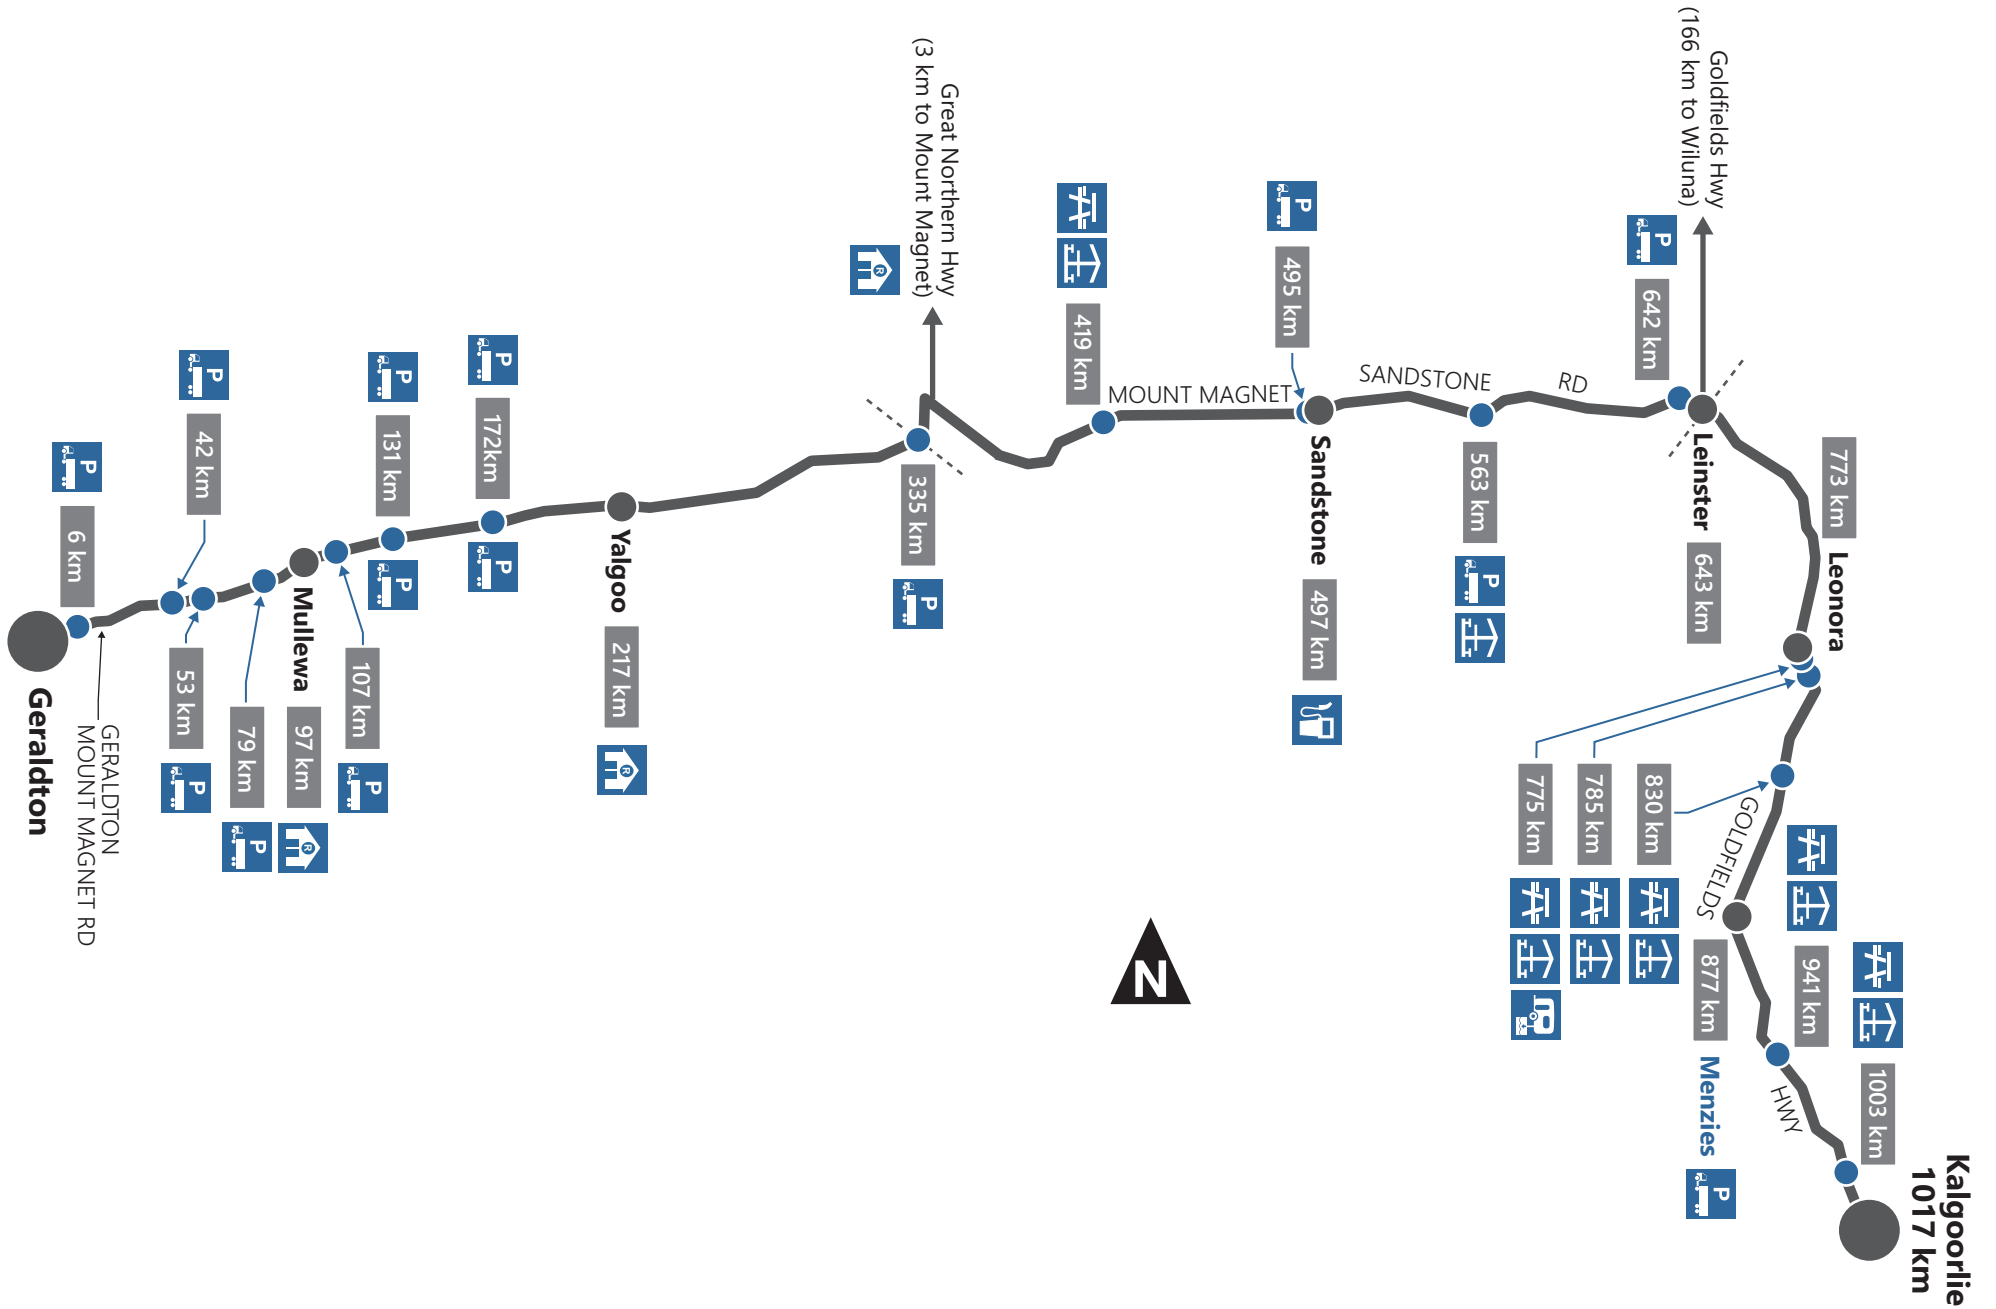 Geraldton
6 km
P
GERALDTON
MOUNT MAGNET RD
42 km
P
53 km
P
79 km
P
Mullewa
97 km
R
107 km
P
131 km
P
P
172km
P
P
Yalgoo
217 km
R
335 km
P
Great Northern Hwy
(3 km to Mount Magnet)
R
419 km
MOUNT MAGNET
SANDSTONE
RD
495 km
P
Sandstone
497 km
563 km
P
642 km
P
Goldfields Hwy
(166 km to Wiluna)
Leinster
643 km
773 km
Leonora
775 km
785 km
830 km
GOLDFIELDS
HWY
877 km
Menzies
P
941 km
1003 km
Kalgoorlie
1017 km
N